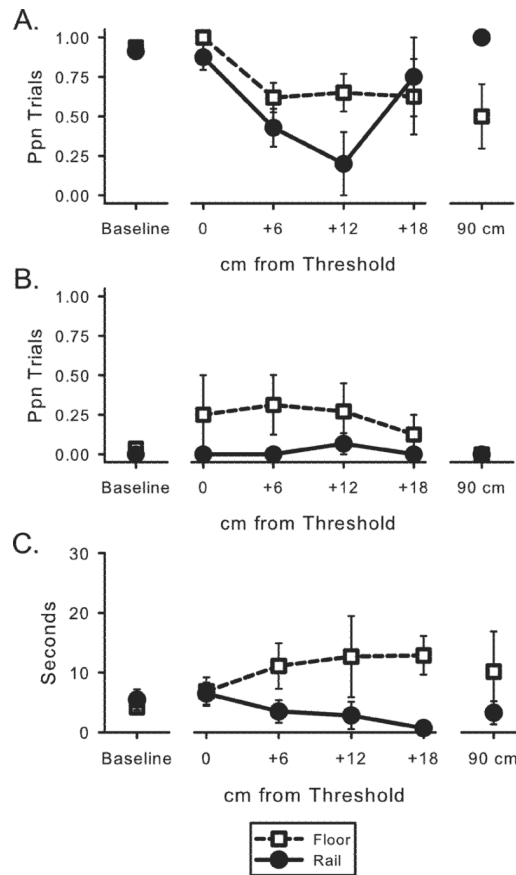 A.
1.00
0.75
0.50
0.25
0.00
Ppn Trials
Baseline 0 +6 +12 +18 90 cm
cm from Threshold
B.
1.00
0.75
0.50
0.25
0.00
Ppn Trials
Baseline 0 +6 +12 +18 90 cm
cm from Threshold
C.
30
20
10
0
Seconds
Baseline 0 +6 +12 +18 90 cm
cm from Threshold
Floor
Rail